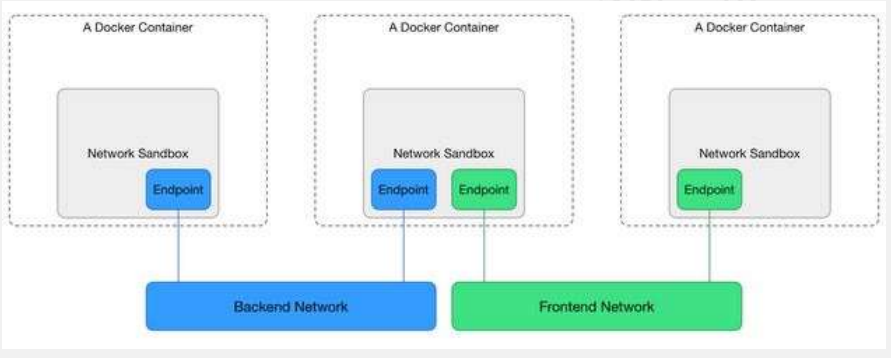 A Docker Container
A Docker Container
A Docker Container
Network Sandbox
Network Sandbox
Network Sandbox
Endpoint
Endpoint
Endpoint
Endpoint
Backend Network
Frontend Network